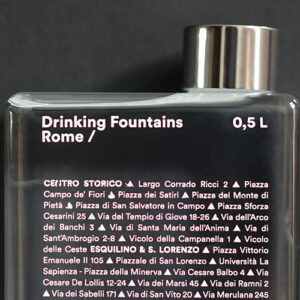 Drinking Fountains 0,5 L
Rome /
CENTRO STORICO ▲ Largo Corrado Ricci 2 ▲ Piazza
Campo de' Fiori ▲ Piazza dei Satiri ▲ Piazza del Monte di
Pietà ▲ Piazza di San Salvatore in Campo ▲ Piazza Sforza
Cesarini 25 ▲ Via del Tempio di Giove 18-26 ▲ Via dell'Arco
dei Banchi 3 ▲ Via di Santa Maria dell'Anima ▲ Via di
Sant'Ambrogio 2-8 ▲ Vicolo della Campanella 1 ▲ Vicolo
delle Ceste ESQUILINO & S. LORENZO ▲ Piazza Vittorio
Emanuele II 105 ▲ Piazzale di San Lorenzo ▲ Università La
Sapienza - Piazza della Minerva ▲ Via Cesare Balbo 4 ▲ Via
Cesare De Lollis 12-24 ▲ Via dei Marsi 45 ▲ Via dei Ramni 2
▲ Via dei Sabelli 171 ▲ Via di San Vito 20 ▲ Via Merulana 245